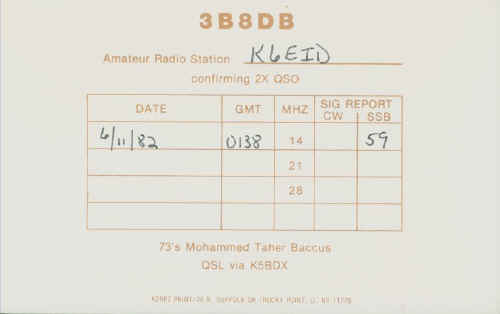 3B8DB
Amateur Radio Station K6EID
confirming 2X QSO
DATE GMT MHZ SIG REPORT
CW SSB
6/11/82 0138 14 59
21
28
73's Mohammed Taher Baccus
QSL via K5BDX